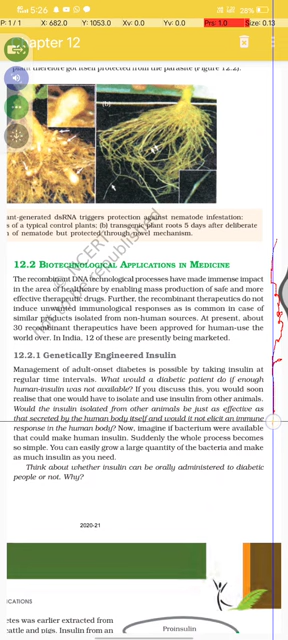 P: 1 / 1 X: 682.0 Y: 1053.0 Xv: 0.0 Yv: 0.0 Prs: 1.0 Size: 0.13
5:26 28%
apter 12
plant therefore got itself protected from the parasite (Figure 12.2).
(b)
ant-generated dsRNA triggers protection against nematode infestation:
s of a typical control plants; (b) transgenic plant roots 5 days after deliberate
n of nematode but protected through novel mechanism.
12.2 BIOTECHNOLOGICAL APPLICATIONS IN MEDICINE
The recombinant DNA technological processes have made immense impact
in the area of healthcare by enabling mass production of safe and more
effective therapeutic drugs. Further, the recombinant therapeutics do not
induce unwanted immunological responses as is common in case of
similar products isolated from non-human sources. At present, about
30 recombinant therapeutics have been approved for human-use the
world over. In India, 12 of these are presently being marketed.
12.2.1 Genetically Engineered Insulin
Management of adult-onset diabetes is possible by taking insulin at
regular time intervals. What would a diabetic patient do if enough
human-insulin was not available? If you discuss this, you would soon
realise that one would have to isolate and use insulin from other animals.
Would the insulin isolated from other animals be just as effective as
that secreted by the human body itself and would it not elicit an immune
response in the human body? Now, imagine if bacterium were available
that could make human insulin. Suddenly the whole process becomes
so simple. You can easily grow a large quantity of the bacteria and make
as much insulin as you need.
Think about whether insulin can be orally administered to diabetic
people or not. Why?
2020-21
ICATIONS
etes was earlier extracted from
cattle and pigs. Insulin from an
Proinsulin